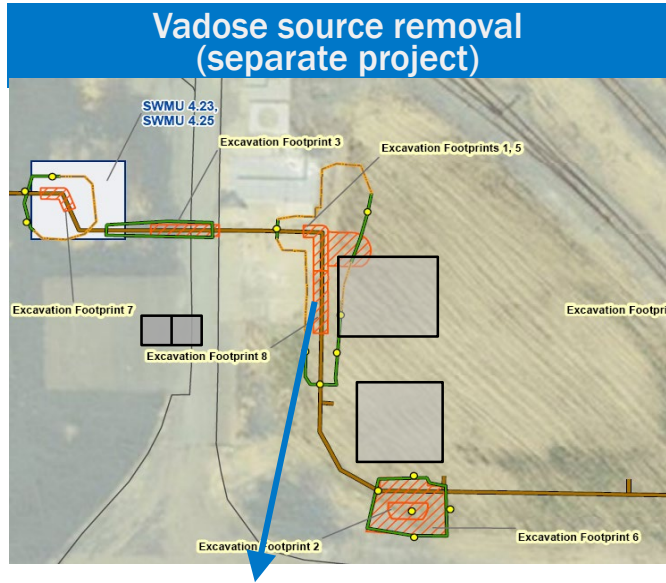 Vadose source removal
(separate project)
SWMU 4.23,
SWMU 4.25
Excavation Footprint 3
Excavation Footprints 1, 5
Excavation Footprint 7
Excavation Footprint 8
Excavation
Excavation Footprint 2
Excavation Footprint 6